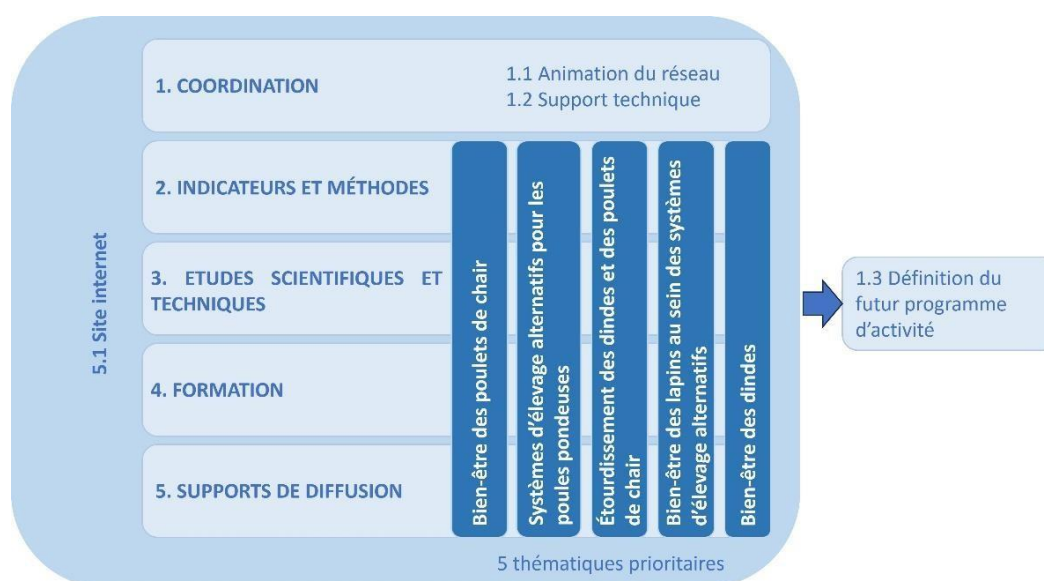 1. COORDINATION
1.1 Animation du réseau
1.2 Support technique
2. INDICATEURS ET MÉTHODES
3. ETUDES SCIENTIFIQUES ET
TECHNIQUES
4. FORMATION
5. SUPPORTS DE DIFFUSION
5.1 Site internet
Bien-être des poulets de chair
Systèmes d'élevage alternatifs pour les
poules pondeuses
Étourdissement des dindes et des poulets
de chair
Bien-être des lapins au sein des systèmes
d'élevage alternatifs
Bien-être des dindes
5 thématiques prioritaires
1.3 Définition du
futur programme
d'activité